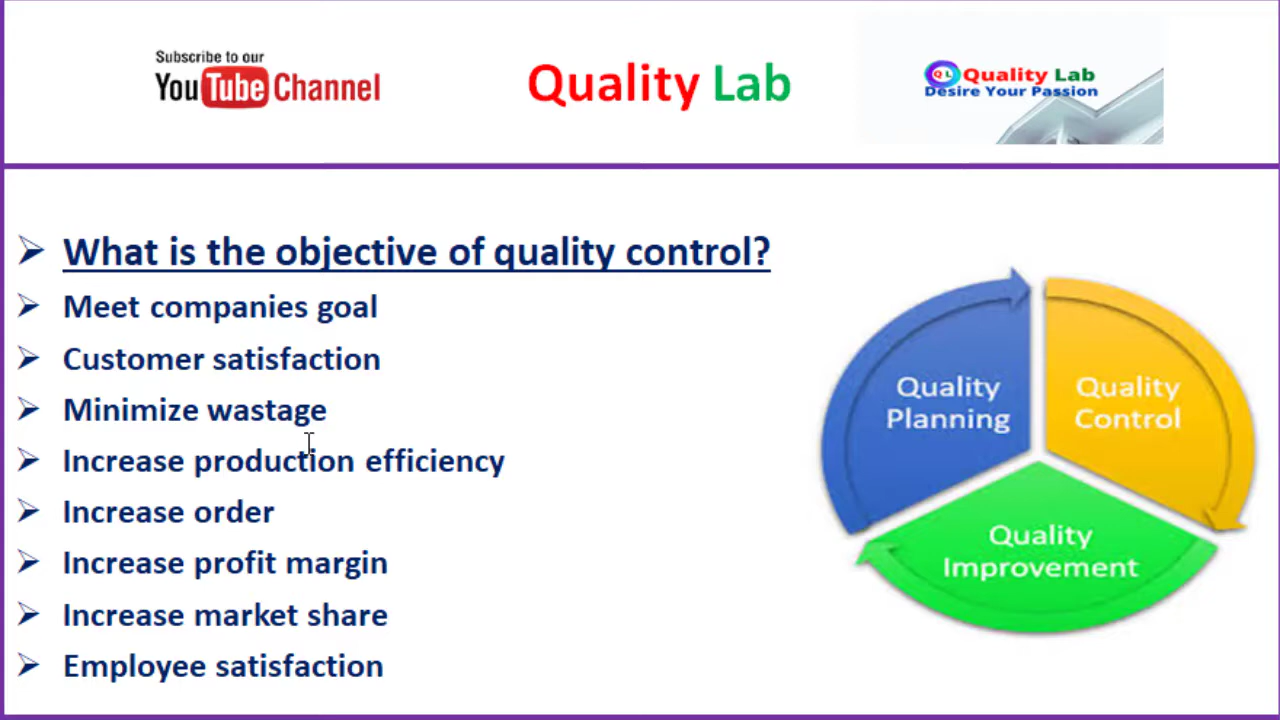 Subscribe to our
YouTube Channel
Quality Lab
QL Quality Lab
Desire Your Passion
What is the objective of quality control?
Meet companies goal
Customer satisfaction
Minimize wastage
Increase production efficiency
Increase order
Increase profit margin
Increase market share
Employee satisfaction
Quality
Planning
Quality
Control
Quality
Improvement